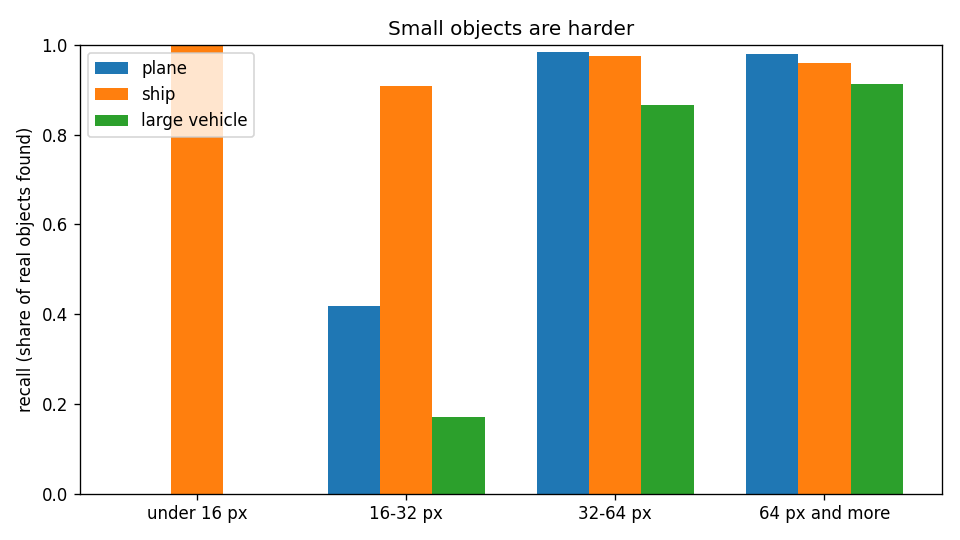 Small objects are harder
recall (share of real objects found)
1.0
0.8
0.6
0.4
0.2
0.0
plane
ship
large vehicle
under 16 px
16-32 px
32-64 px
64 px and more